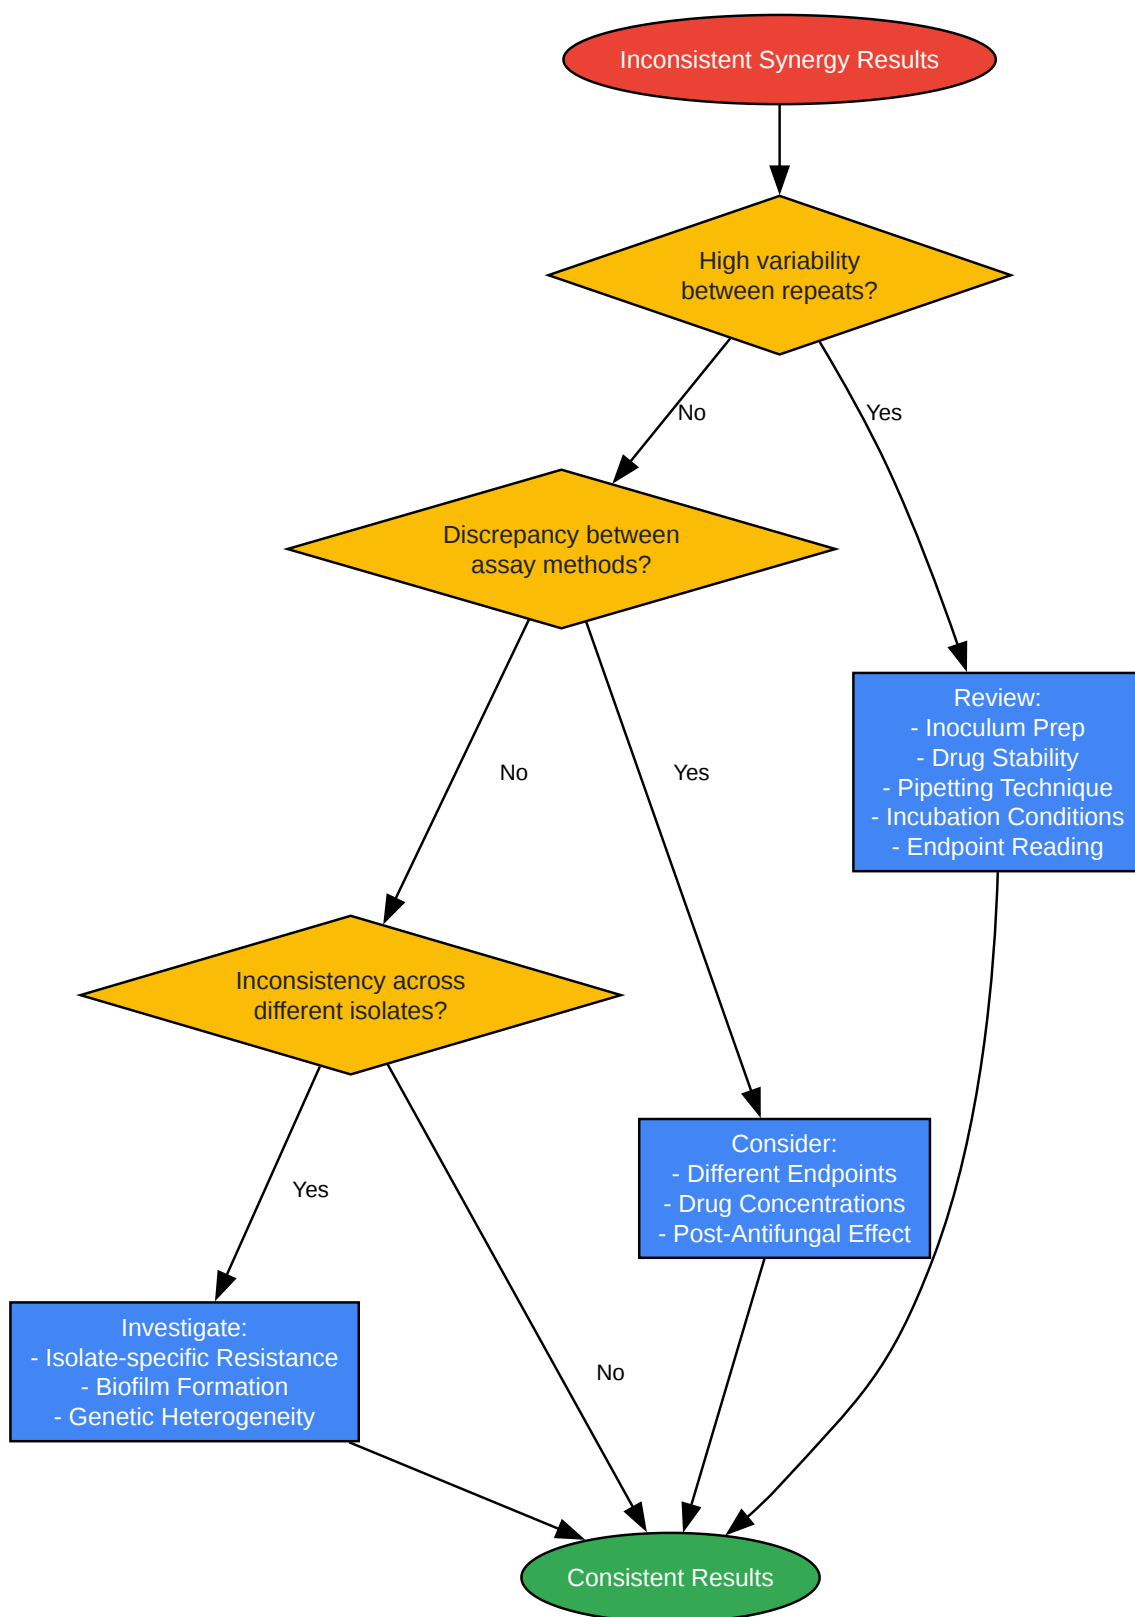 Inconsistent Synergy Results
High variability
between repeats?
No
Yes
Discrepancy between
assay methods?
No
Yes
Review:
- Inoculum Prep
- Drug Stability
- Pipetting Technique
- Incubation Conditions
- Endpoint Reading
Inconsistency across
different isolates?
Yes
No
Consider:
- Different Endpoints
- Drug Concentrations
- Post-Antifungal Effect
Investigate:
- Isolate-specific Resistance
- Biofilm Formation
- Genetic Heterogeneity
Consistent Results